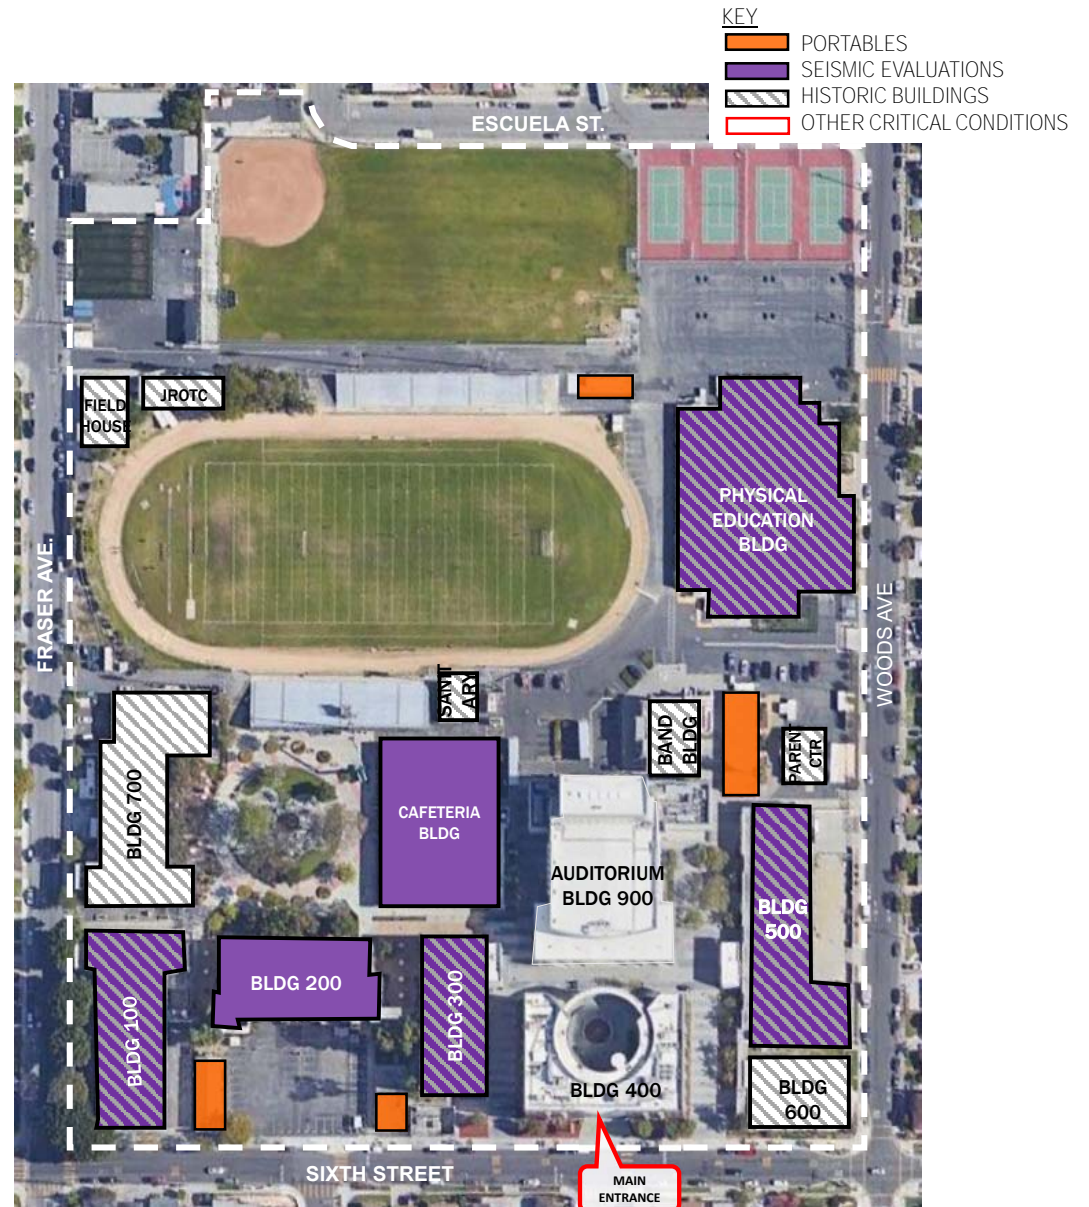 KEY
PORTABLES
SEISMIC EVALUATIONS
HISTORIC BUILDINGS
OTHER CRITICAL CONDITIONS
ESCUELA ST.
FIELD
HOUSE
JROTC
PHYSICAL
EDUCATION
BLDG
FRASER AVE.
WOODS AVE
SANIT
ARY
BAND
BLDG
PARENT
CTR
BLDG 700
CAFETERIA
BLDG
AUDITORIUM
BLDG 900
BLDG
500
BLDG 100
BLDG 200
BLDG 300
BLDG 400
BLDG
600
SIXTH STREET
MAIN
ENTRANCE